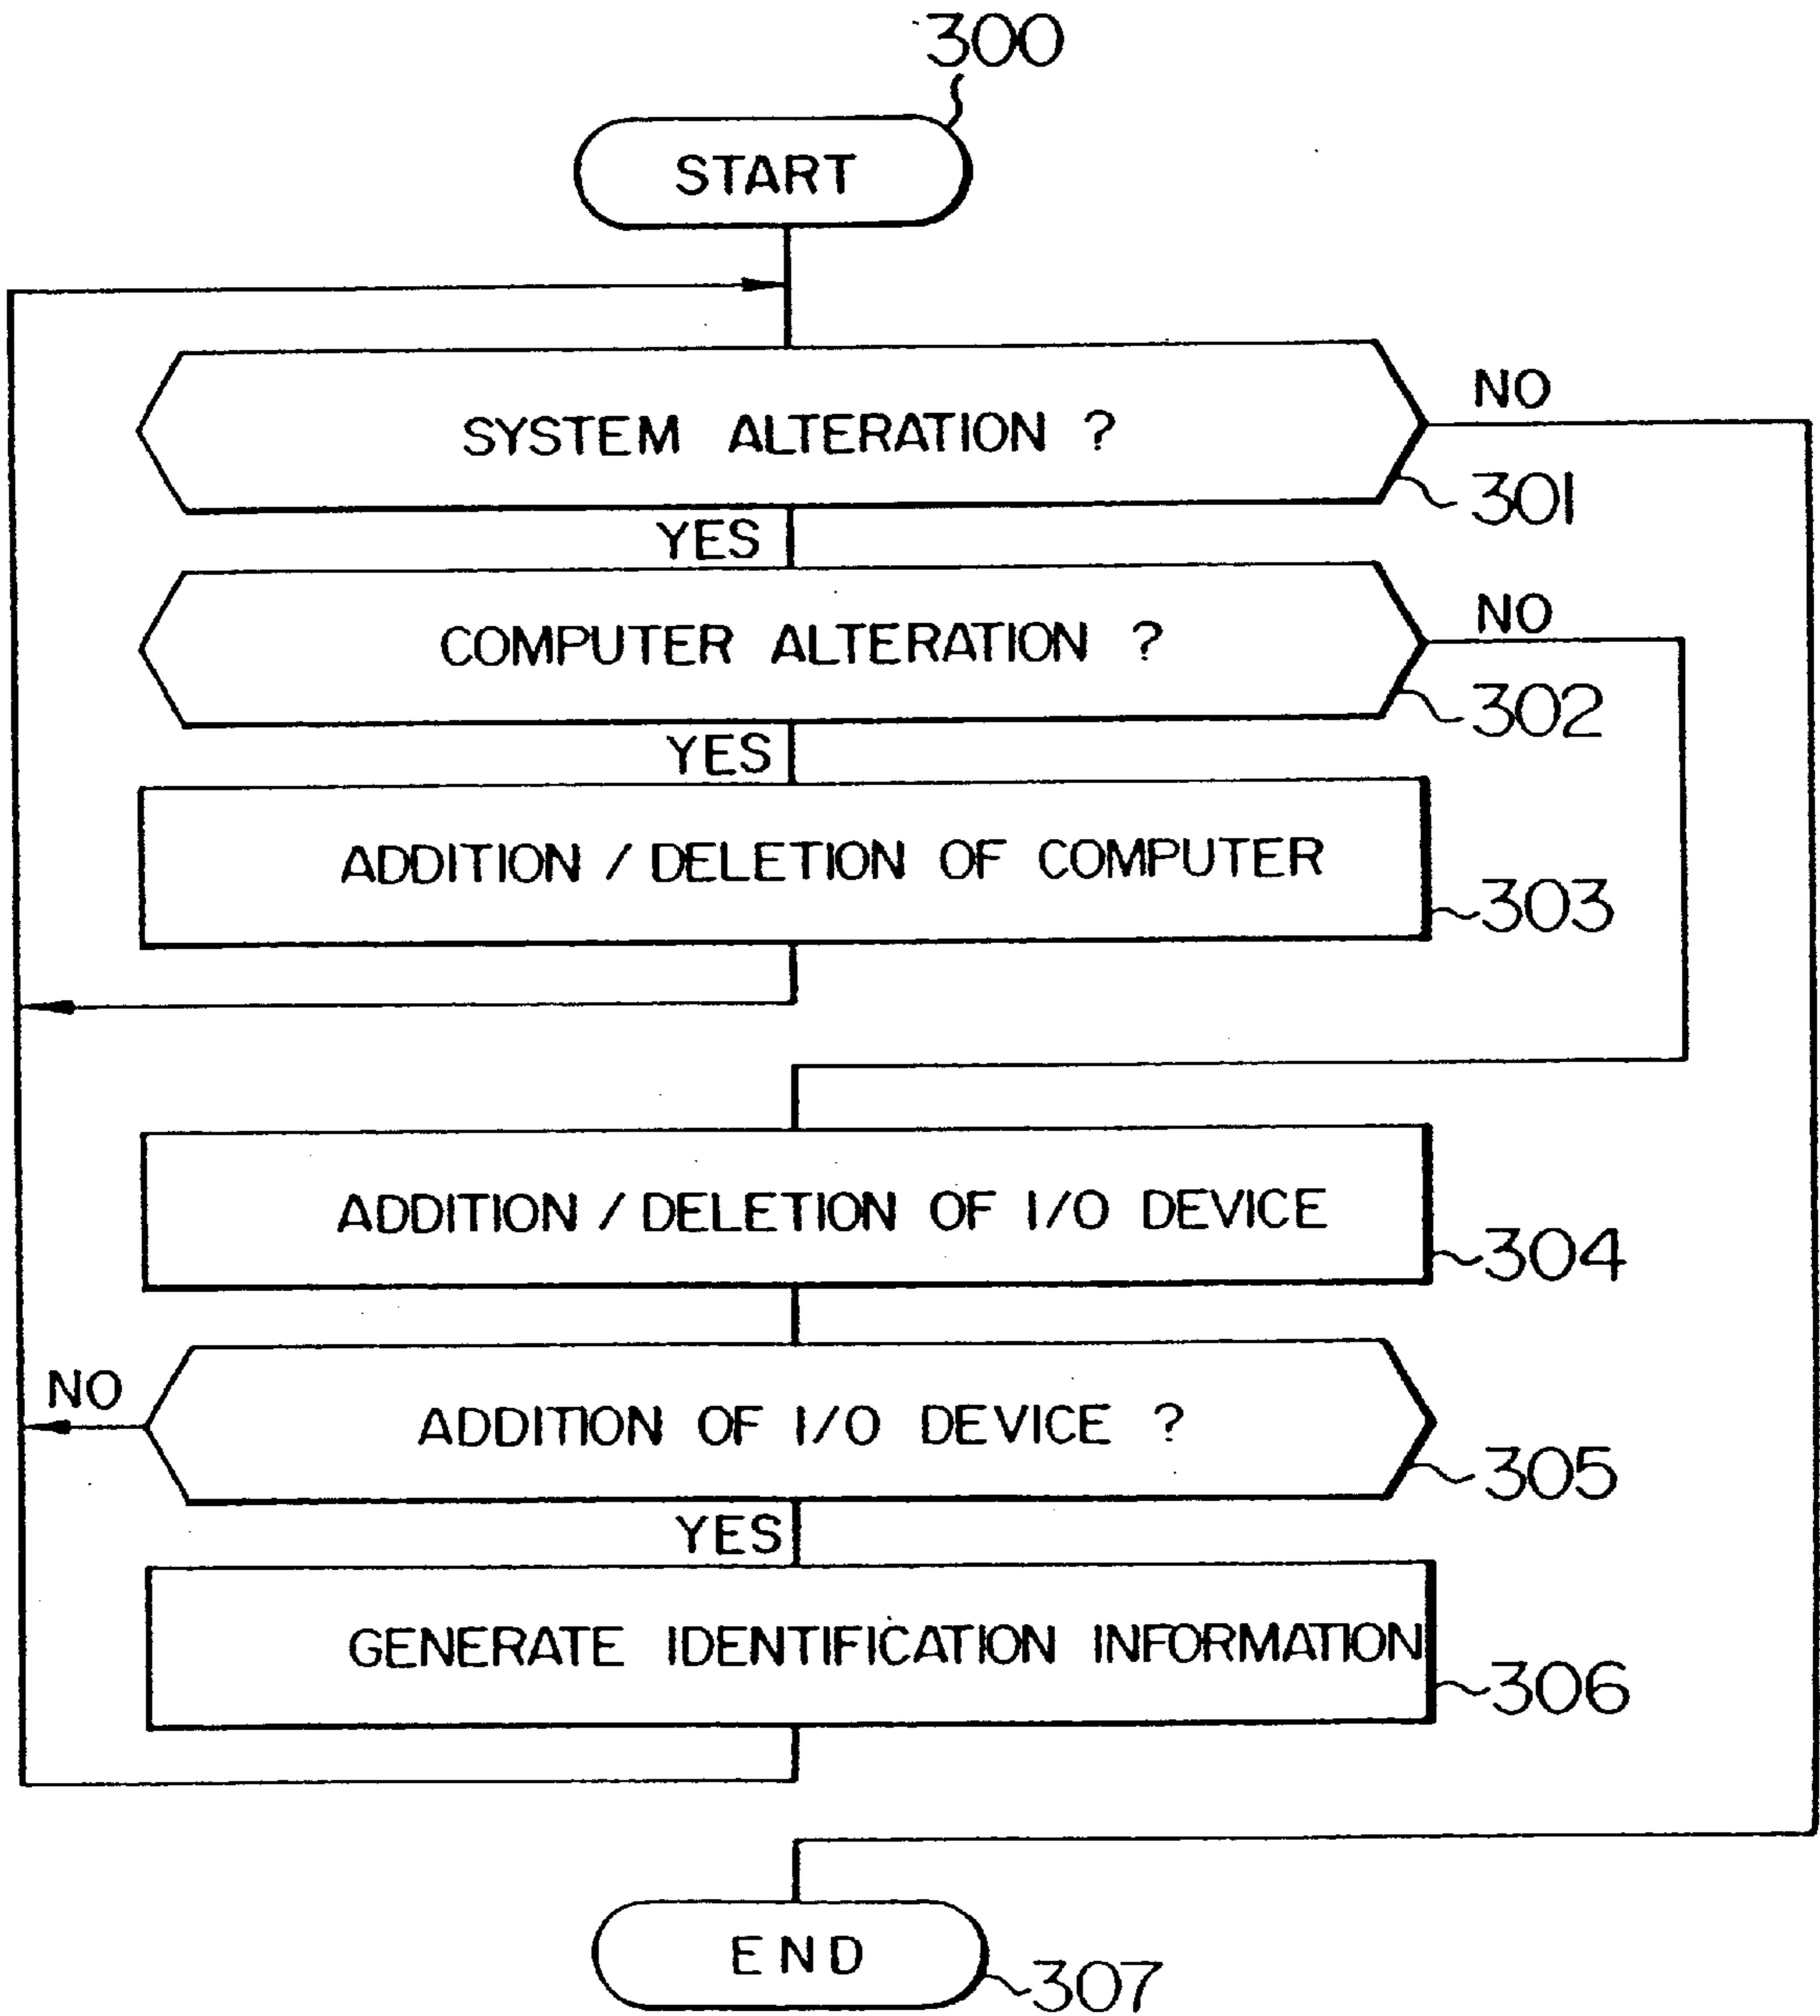 300
START
SYSTEM ALTERATION ?
NO
301
YES
COMPUTER ALTERATION ?
NO
302
YES
ADDITION / DELETION OF COMPUTER
303
ADDITION / DELETION OF I/O DEVICE
304
NO
ADDITION OF I/O DEVICE ?
305
YES
GENERATE IDENTIFICATION INFORMATION
306
END
307